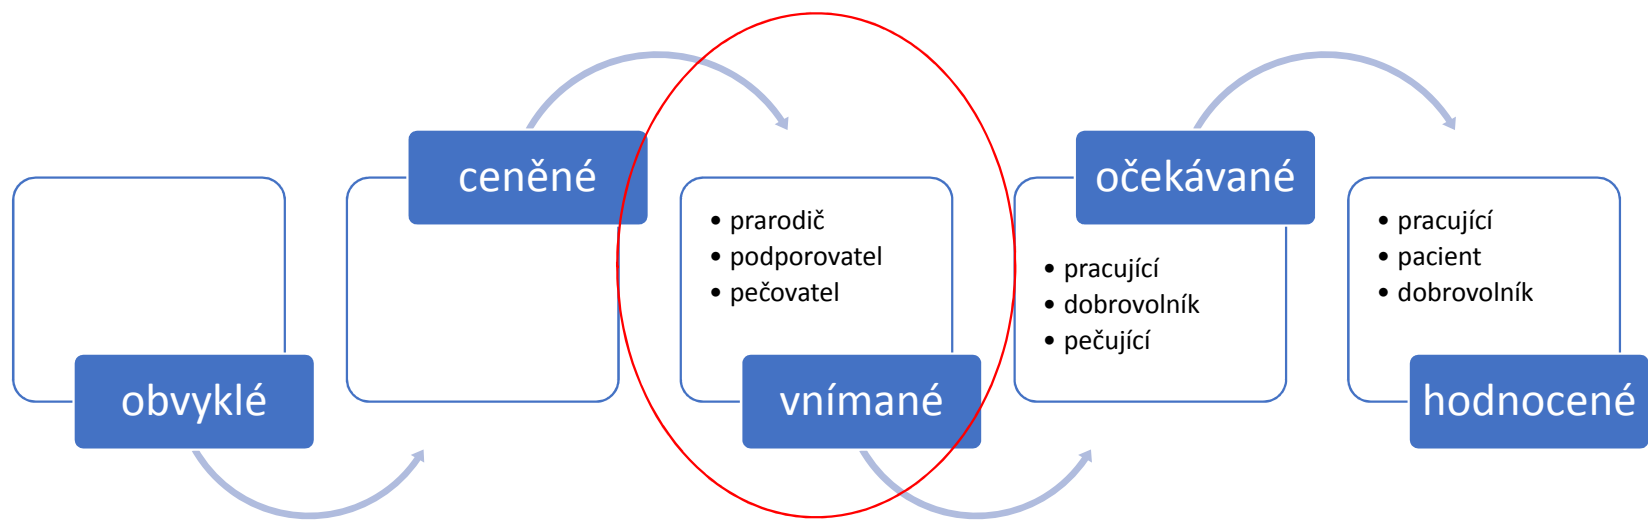 obvyklé
ceněné
• prarodič
• podporovatel
• pečovatel
vnímané
očekávané
• pracující
• dobrovolník
• pečující
• pracující
• pacient
• dobrovolník
hodnocené